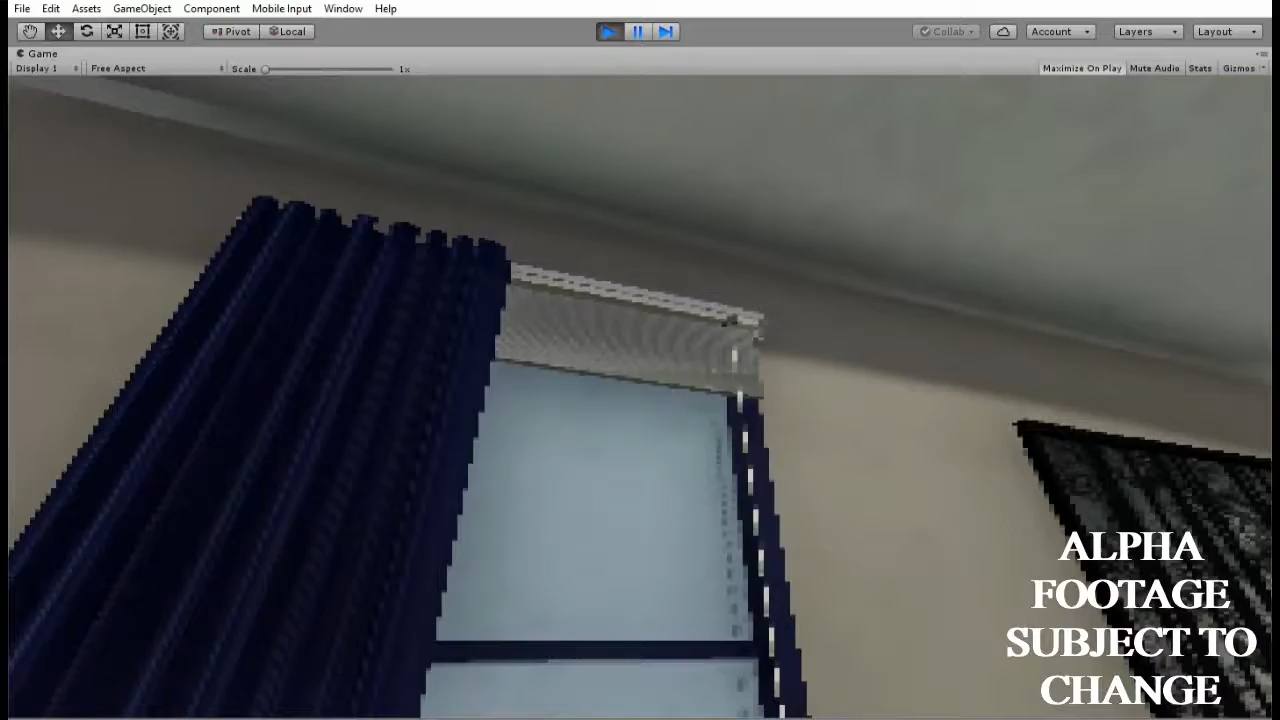 File Edit Assets GameObject Component Mobile Input Window Help
Pivot Local Collab Account Layers Layout
Game
Display 1 Free Aspect Scale 1x Maximize On Play Mute Audio Stats Gizmos
ALPHA
FOOTAGE
SUBJECT TO
CHANGE